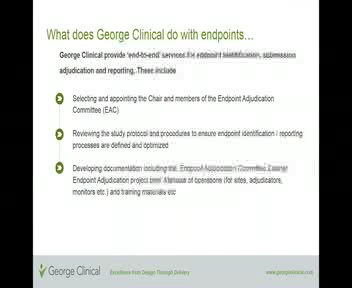 What does George Clinical do with endpoints...
George Clinical provide 'end-to-end' services for endpoint identification, submission
adjudication and reporting. These include
Selecting and appointing the Chair and members of the Endpoint Adjudication
Committee (EAC)
Reviewing the study protocol and procedures to ensure endpoint identification / reporting
processes are defined and optimized
Developing documentation including the Endpoint Adjudication Committee Charter
Endpoint Adjudication project Manual of operations (for sites, adjudicators,
monitors etc.) and training materials etc
George Clinical
Excellence from Design Through Delivery
www.georgeclinical.com